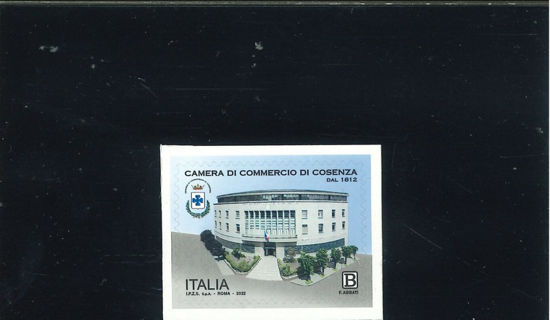 CAMERA DI COMMERCIO DI COSENZA
DAL 1812
ITALIA
B
I.P.Z.S. S.p.A. - ROMA - 2022
F. ABBATI